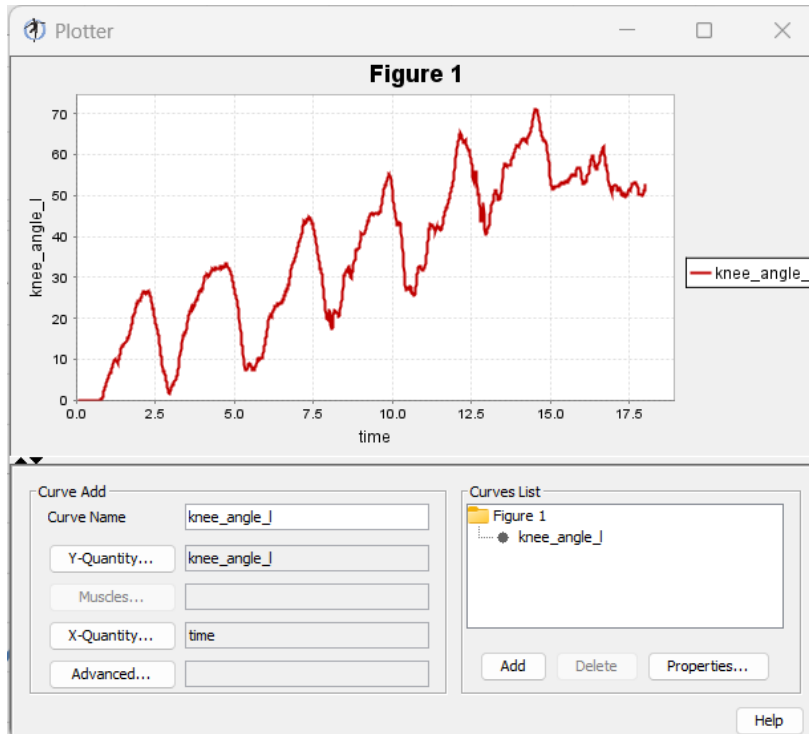 Plotter
Figure 1
70
60
50
40
30
20
10
0
knee_angle_l
0.0 2.5 5.0 7.5 10.0 12.5 15.0 17.5
time
knee_angle_
Curve Add
Curve Name knee_angle_l
Y-Quantity... knee_angle_l
Muscles...
X-Quantity... time
Advanced...
Curves List
Figure 1
knee_angle_l
Add Delete Properties...
Help